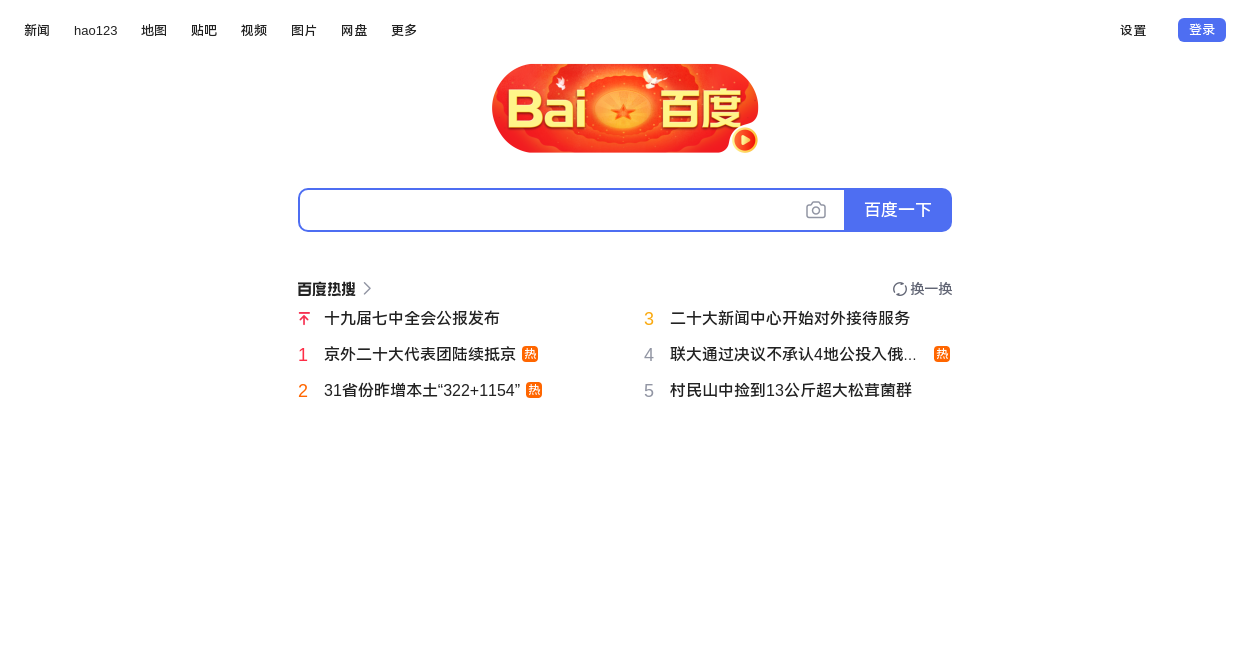 新闻 hao123 地图 贴吧 视频 图片 网盘 更多 设置 登录
Bai 百度
百度一下
百度热搜 换一换
十九届七中全会公报发布
1 京外二十大代表团陆续抵京 热
2 31省份昨增本土“322+1154” 热
3 二十大新闻中心开始对外接待服务
4 联大通过决议不承认4地公投入俄... 热
5 村民山中捡到13公斤超大松茸菌群